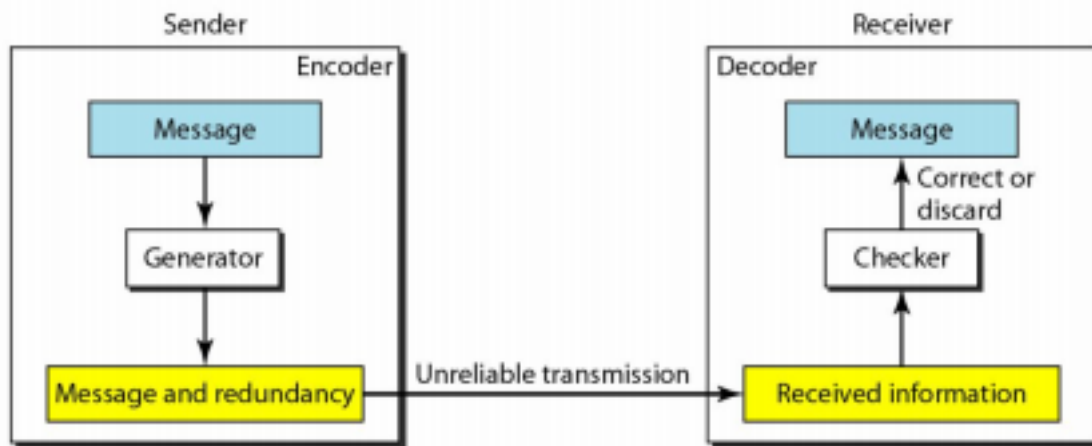 Sender
Encoder
Message
Generator
Message and redundancy
Unreliable transmission
Receiver
Decoder
Message
Correct or
discard
Checker
Received information